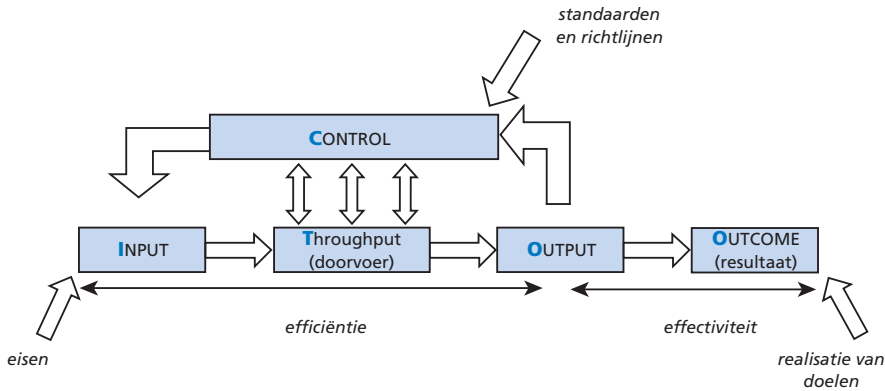 standaarden
en richtlijnen
CONTROL
INPUT
Throughput
(doorvoer)
OUTPUT
OUTCOME
(resultaat)
efficiëntie
effectiviteit
eisen
realisatie van
doelen